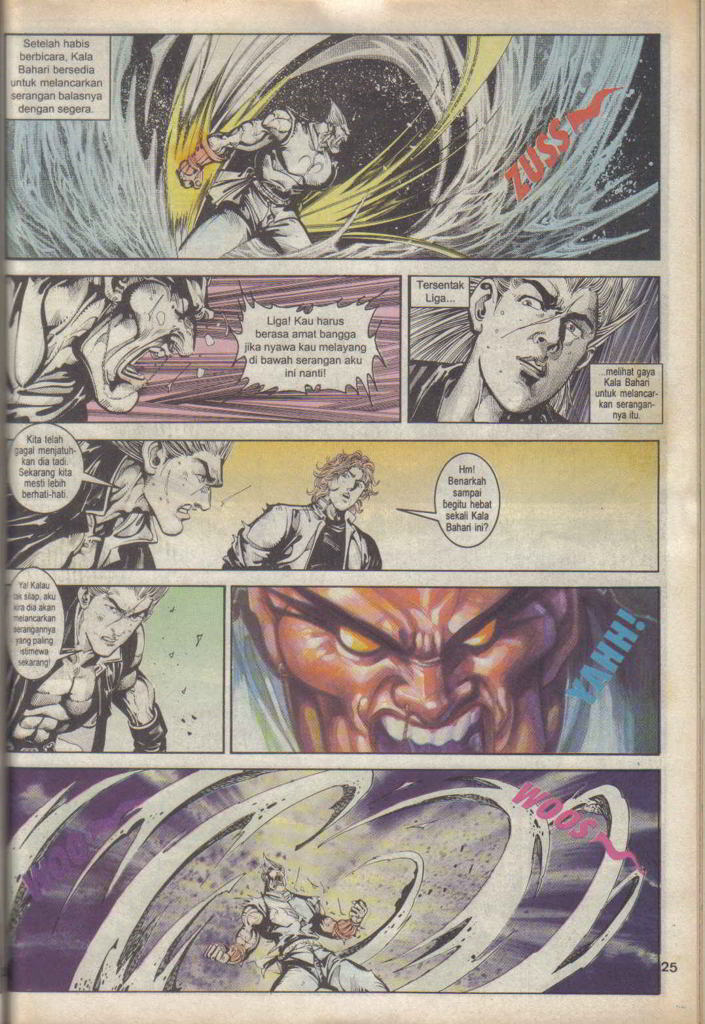 Setelah habis
berbicara, Kala
Bahari bersedia
untuk melancarkan
serangan balasnya
dengan segera.
ZUSS
Liga! Kau harus
berasa amat bangga
jika nyawa kau melayang
di bawah serangan aku
ini nanti!
Tersentak
Liga...
...melihat gaya
Kala Bahari
untuk melancar-
kan serangan-
nya itu.
Kita telah
gagal menjatuh-
kan dia tadi.
Sekarang kita
mesti lebih
berhati-hati.
Hm!
Benarkah
sampai
begitu hebat
sekali Kala
Bahari ini?
Ya! Kalau
tak silap, aku
kira dia akan
melancarkan
serangannya
yang paling
istimewa
sekarang!
YAHH!
WOOS
WOOS
25